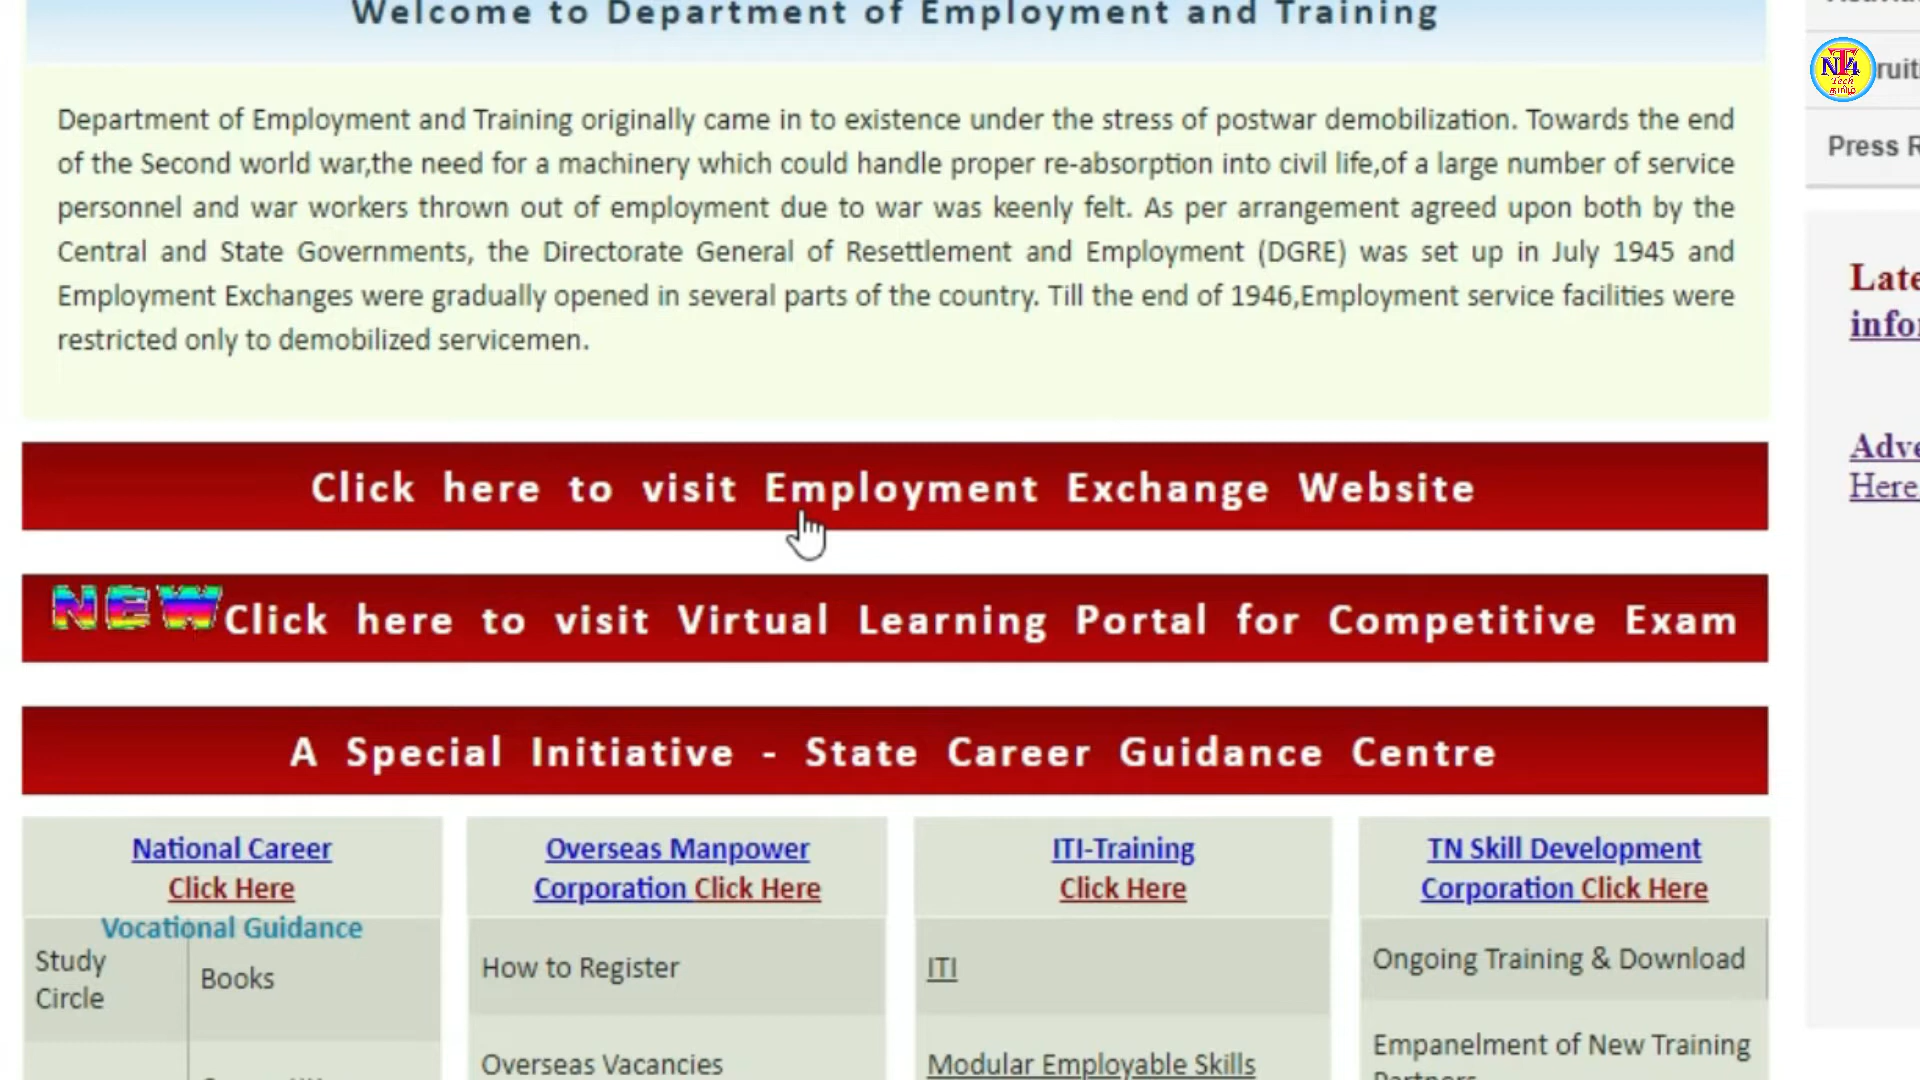 Welcome to Department of Employment and Training
Department of Employment and Training originally came in to existence under the stress of postwar demobilization. Towards the end
of the Second world war,the need for a machinery which could handle proper re-absorption into civil life,of a large number of service
personnel and war workers thrown out of employment due to war was keenly felt. As per arrangement agreed upon both by the
Central and State Governments, the Directorate General of Resettlement and Employment (DGRE) was set up in July 1945 and
Employment Exchanges were gradually opened in several parts of the country. Till the end of 1946,Employment service facilities were
restricted only to demobilized servicemen.
Click here to visit Employment Exchange Website
NEW Click here to visit Virtual Learning Portal for Competitive Exam
A Special Initiative - State Career Guidance Centre
National Career
Click Here
Vocational Guidance
Study
Circle
Books
Overseas Manpower
Corporation Click Here
How to Register
Overseas Vacancies
ITI-Training
Click Here
ITI
Modular Employable Skills
TN Skill Development
Corporation Click Here
Ongoing Training & Download
Empanelment of New Training
NT4
Tech
தமிழ்
Press
Here